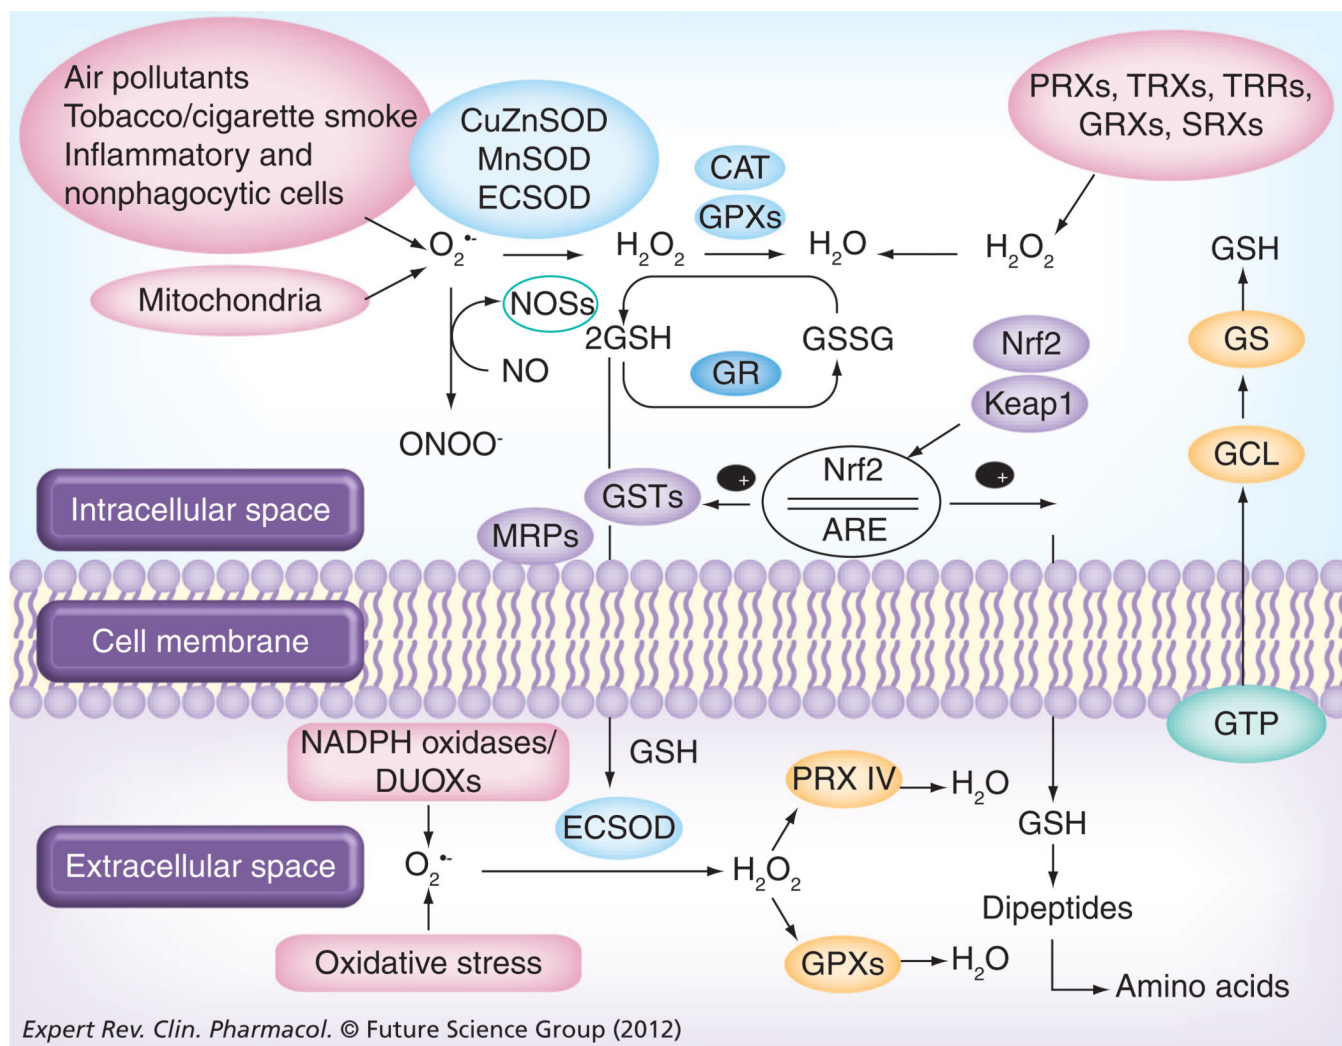 Air pollutants
Tobacco/cigarette smoke
Inflammatory and
nonphagocytic cells
CuZnSOD
MnSOD
ECSOD
CAT
GPXs
PRXs, TRXs, TRRs,
GRXs, SRXs
O₂•-
H₂O₂
H₂O
H₂O₂
GSH
Mitochondria
NOSs
2GSH
GSSG
Nrf2
GS
NO
GR
Keap1
ONOO-
GCL
Nrf2
ARE
+
+
GSTs
MRPs
Intracellular space
Cell membrane
GTP
NADPH oxidases/
DUOXs
GSH
PRX IV
H₂O
ECSOD
GSH
Extracellular space
O₂•-
H₂O₂
Dipeptides
Oxidative stress
GPXs
H₂O
Amino acids
Expert Rev. Clin. Pharmacol. © Future Science Group (2012)